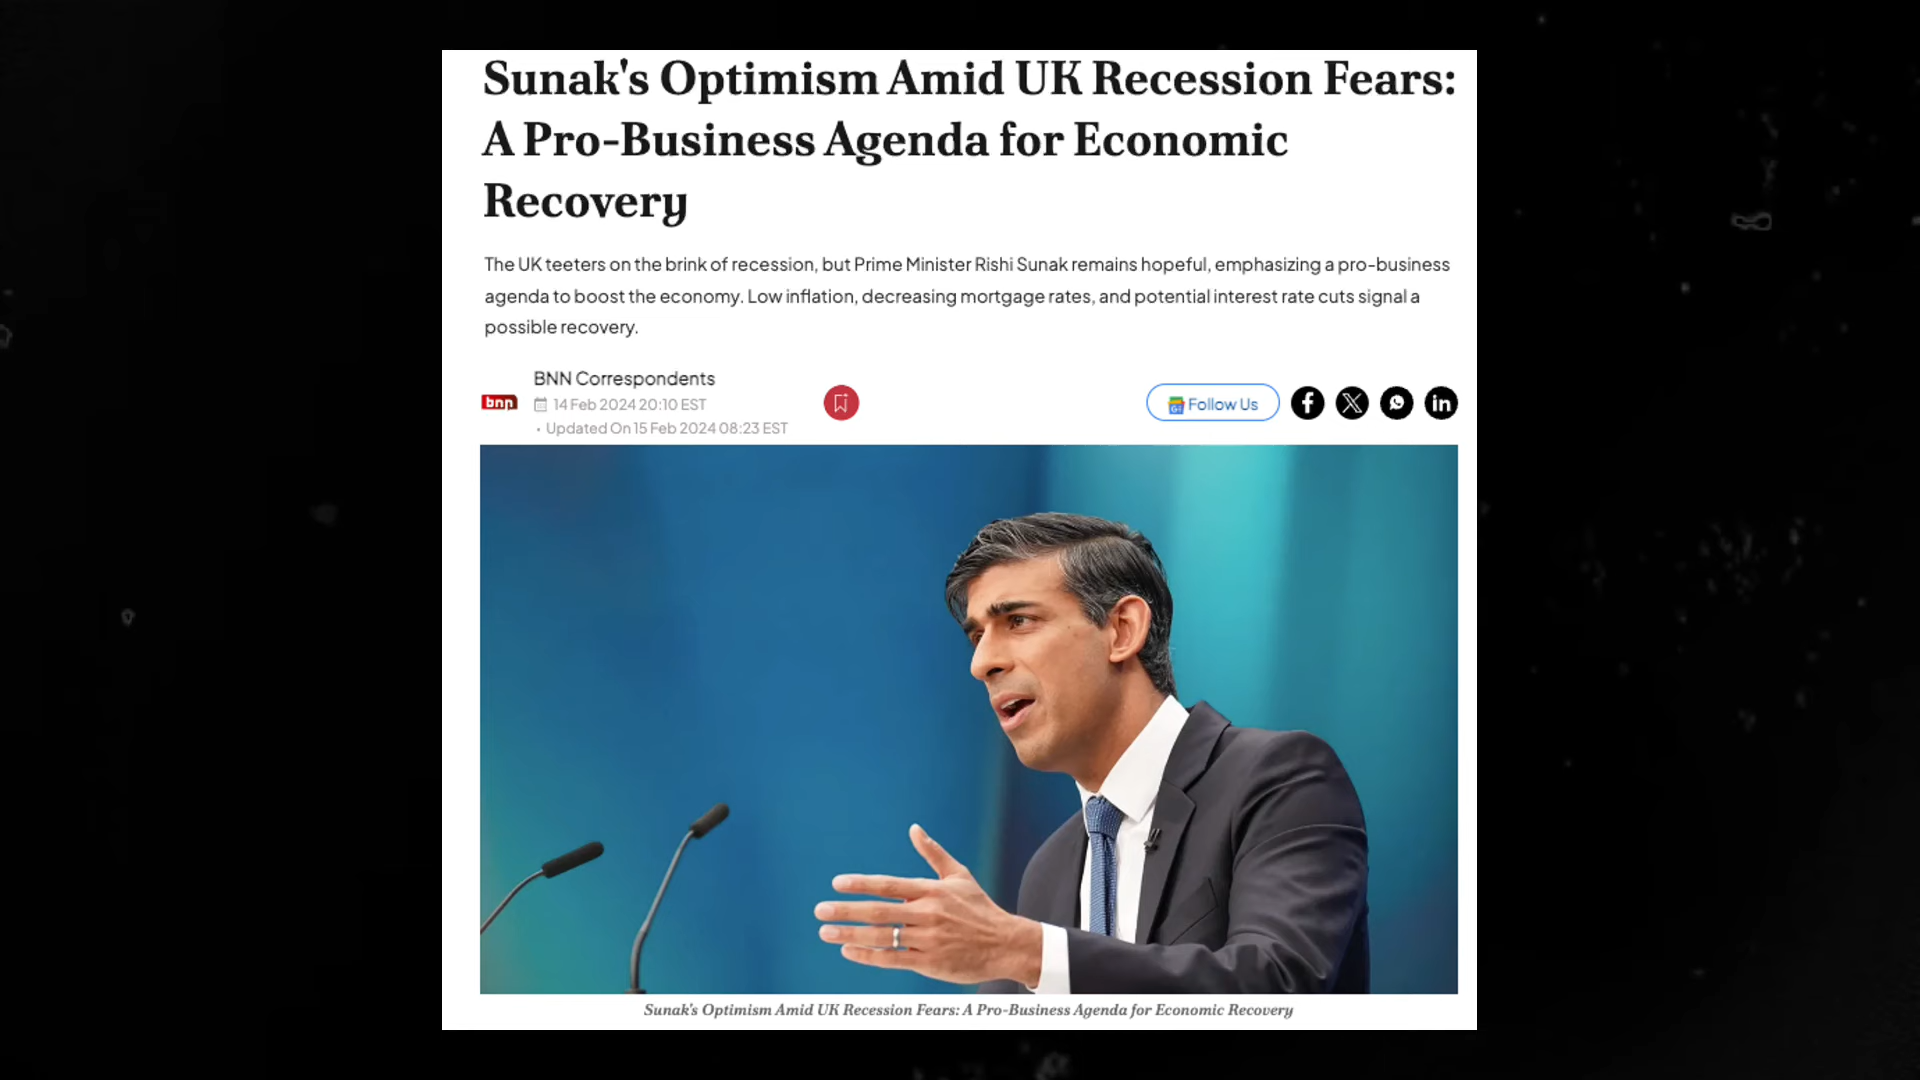 Sunak's Optimism Amid UK Recession Fears:
A Pro-Business Agenda for Economic
Recovery
The UK teeters on the brink of recession, but Prime Minister Rishi Sunak remains hopeful, emphasizing a pro-business
agenda to boost the economy. Low inflation, decreasing mortgage rates, and potential interest rate cuts signal a
possible recovery.
bnn
BNN Correspondents
14 Feb 2024 20:10 EST
• Updated On 15 Feb 2024 08:23 EST
Follow Us
Sunak's Optimism Amid UK Recession Fears: A Pro-Business Agenda for Economic Recovery